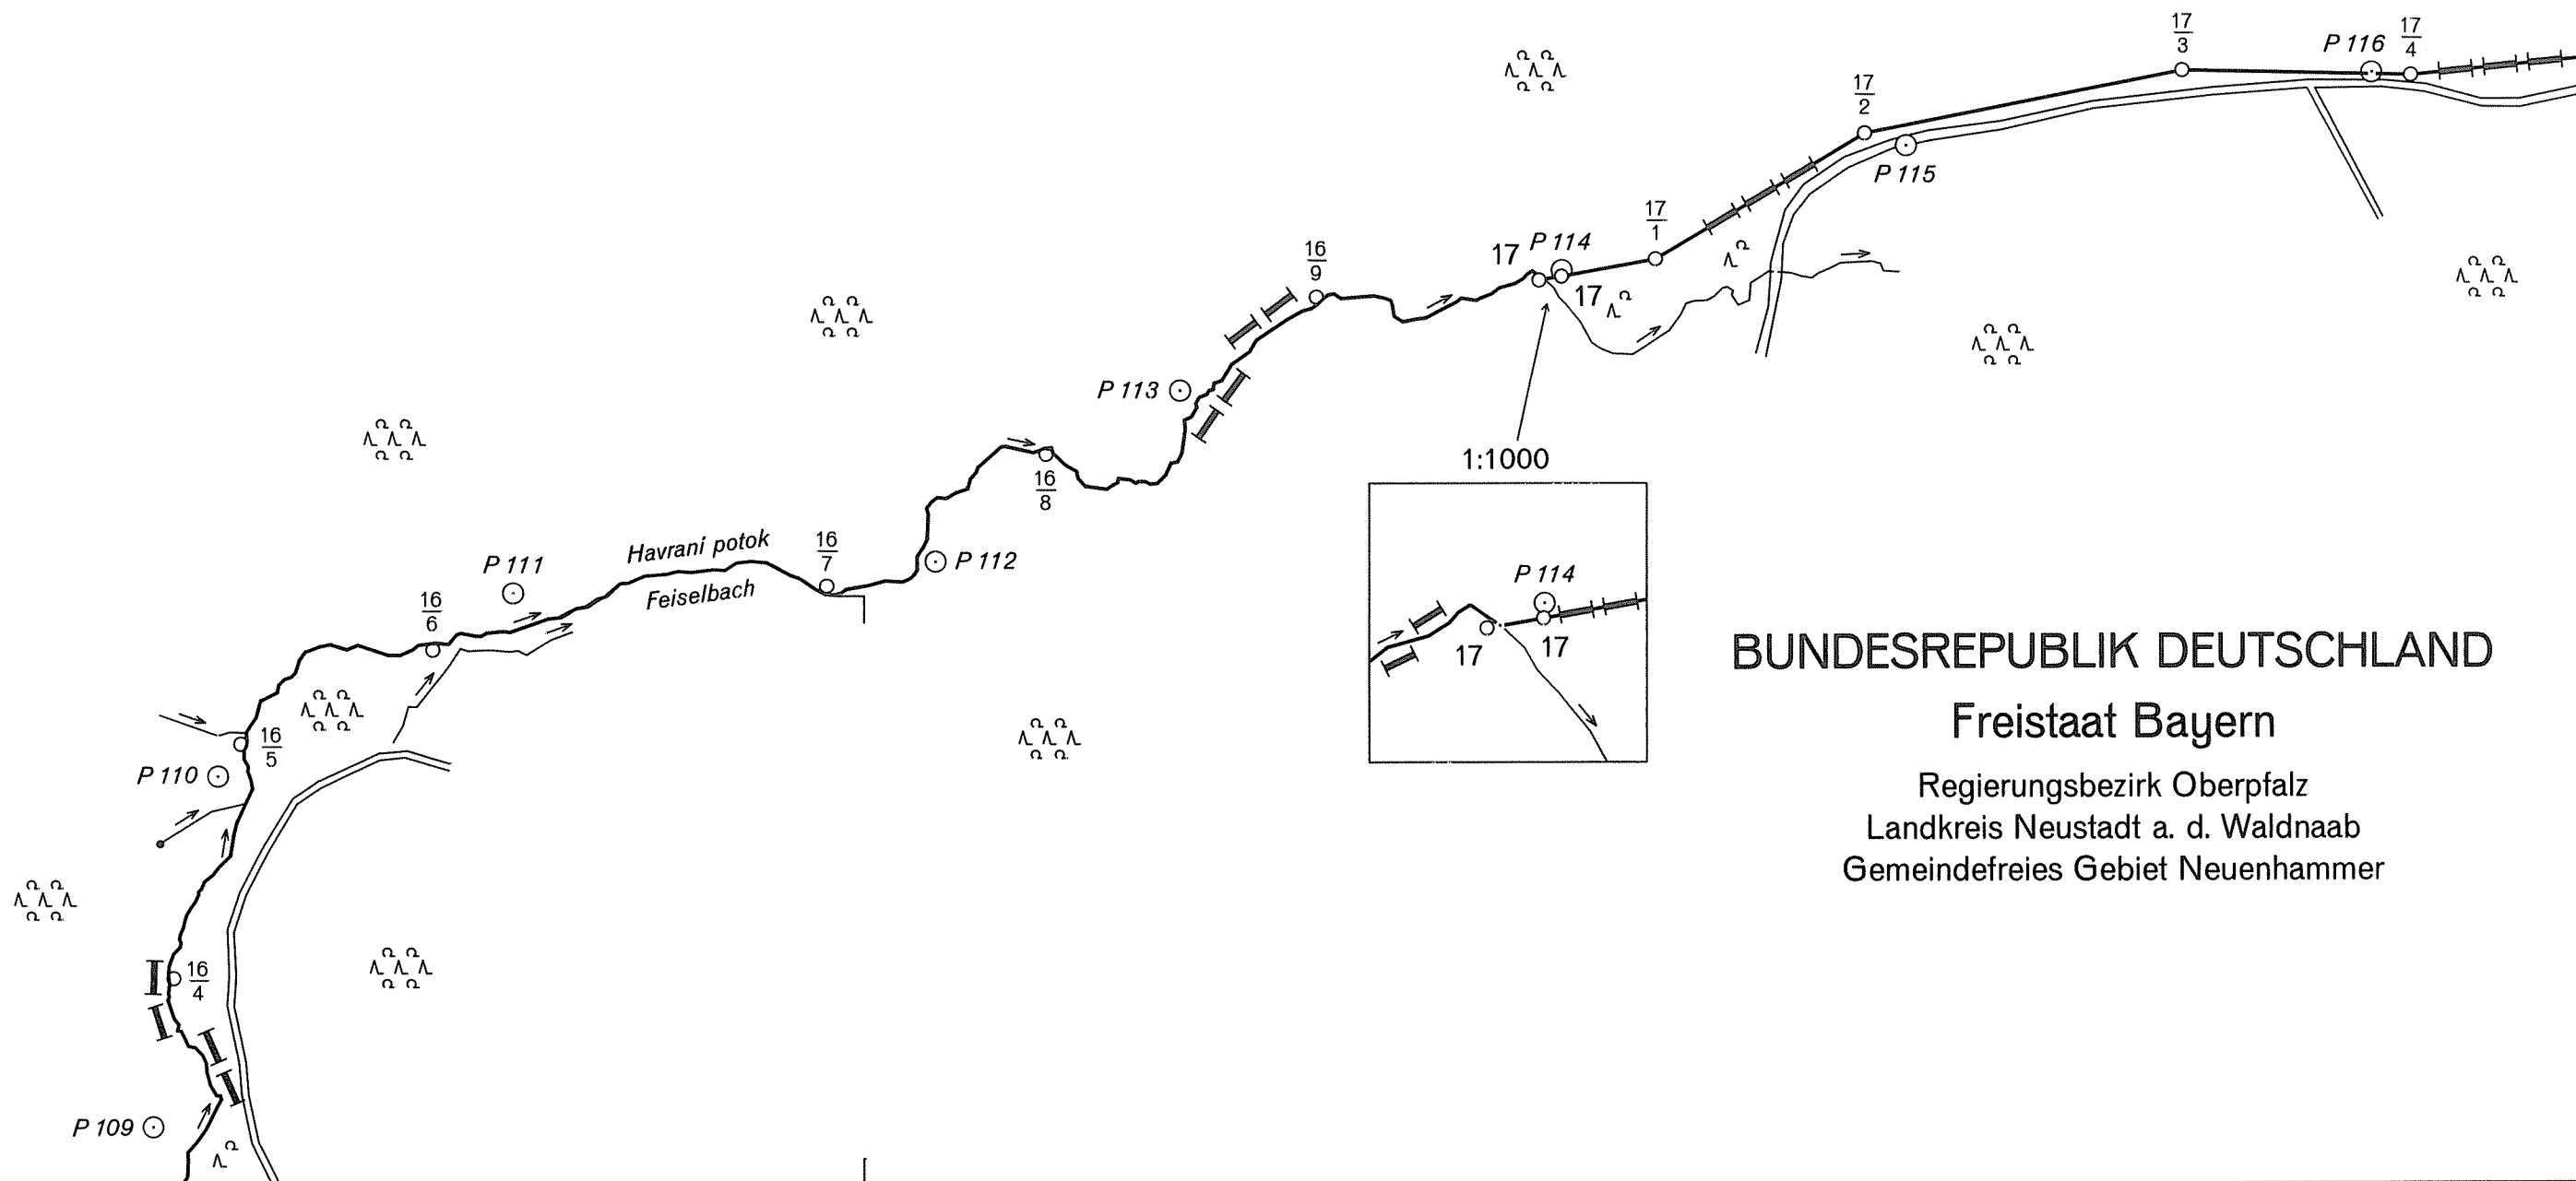 17
3
P 116
17
4
17
2
P 115
17
1
17
P 114
17
16
9
P 113
1:1000
16
8
P 114
17
17
Havraní potok
Feiselbach
16
7
P 112
P 111
16
6
16
5
P 110
16
4
P 109
BUNDESREPUBLIK DEUTSCHLAND
Freistaat Bayern
Regierungsbezirk Oberpfalz
Landkreis Neustadt a. d. Waldnaab
Gemeindefreies Gebiet Neuenhammer